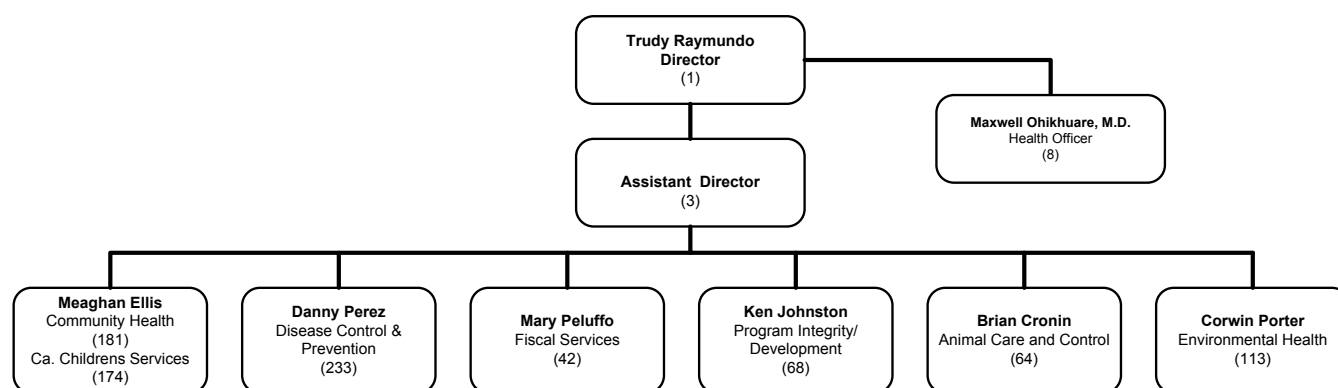 Trudy Raymundo
Director
(1)
Maxwell Ohikhuare, M.D.
Health Officer
(8)
Assistant Director
(3)
Meaghan Ellis
Community Health
(181)
Ca. Childrens Services
(174)
Danny Perez
Disease Control &
Prevention
(233)
Mary Peluffo
Fiscal Services
(42)
Ken Johnston
Program Integrity/
Development
(68)
Brian Cronin
Animal Care and Control
(64)
Corwin Porter
Environmental Health
(113)